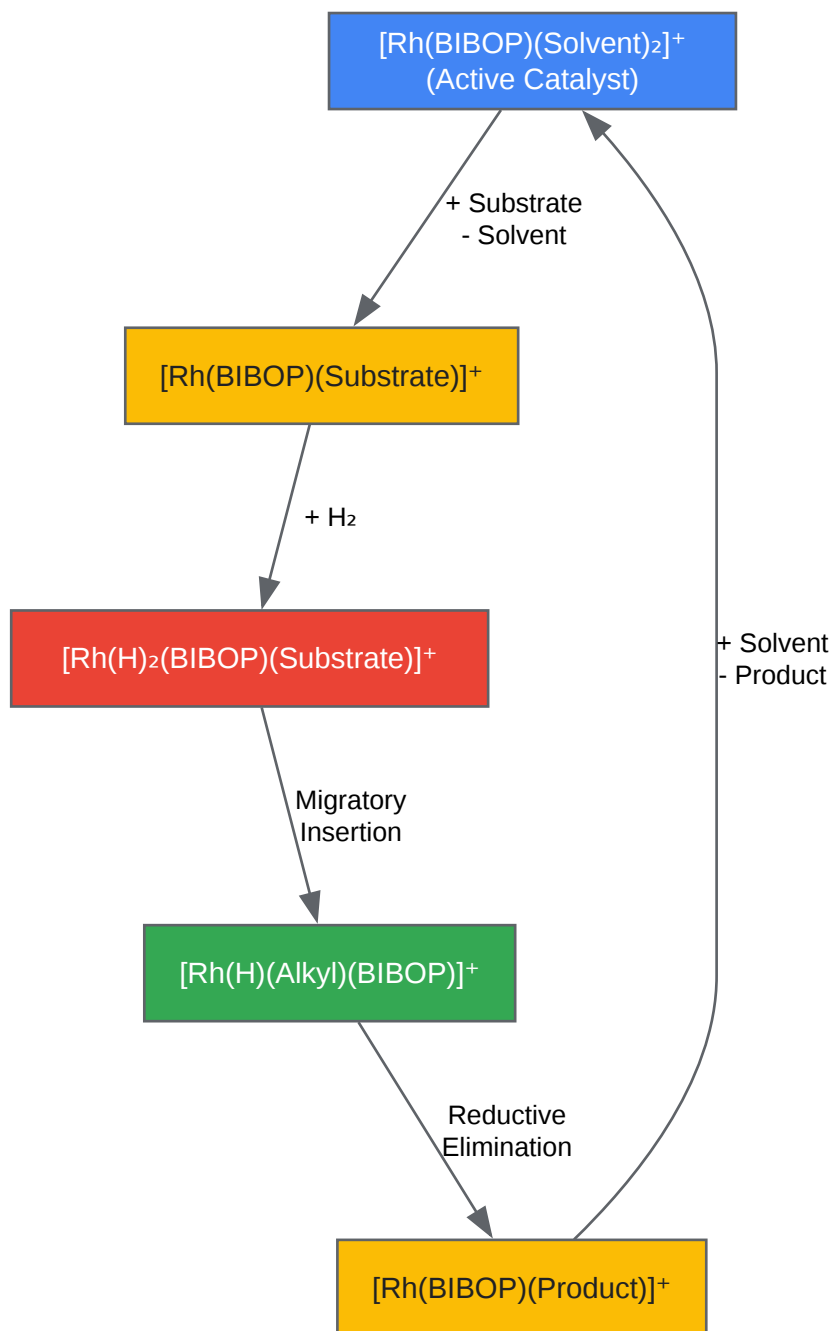 [Rh(BIBOP)(Solvent)₂]⁺
(Active Catalyst)
+ Substrate
- Solvent
[Rh(BIBOP)(Substrate)]⁺
+ H₂
[Rh(H)₂(BIBOP)(Substrate)]⁺
+ Solvent
- Product
Migratory
Insertion
[Rh(H)(Alkyl)(BIBOP)]⁺
Reductive
Elimination
[Rh(BIBOP)(Product)]⁺